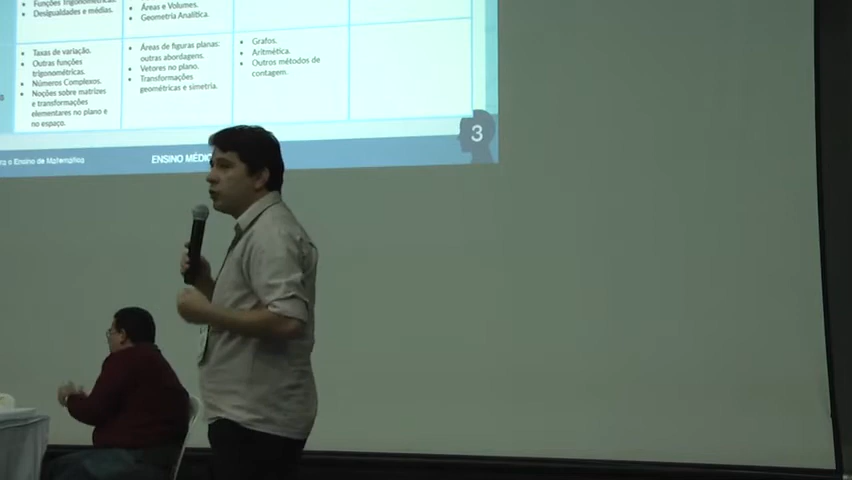 Funções Trigonométricas.
Desigualdades e médias.
Áreas e Volumes.
Geometria Analítica.
Taxas de variação.
Outras funções
trigonométricas.
Números Complexos.
Noções sobre matrizes
e transformações
elementares no plano e
no espaço.
Áreas de figuras planas:
outras abordagens.
Vetores no plano.
Transformações
geométricas e simetria.
Grafos.
Aritmética.
Outros métodos de
contagem.
o Ensino de Matemática
ENSINO MÉDI
3